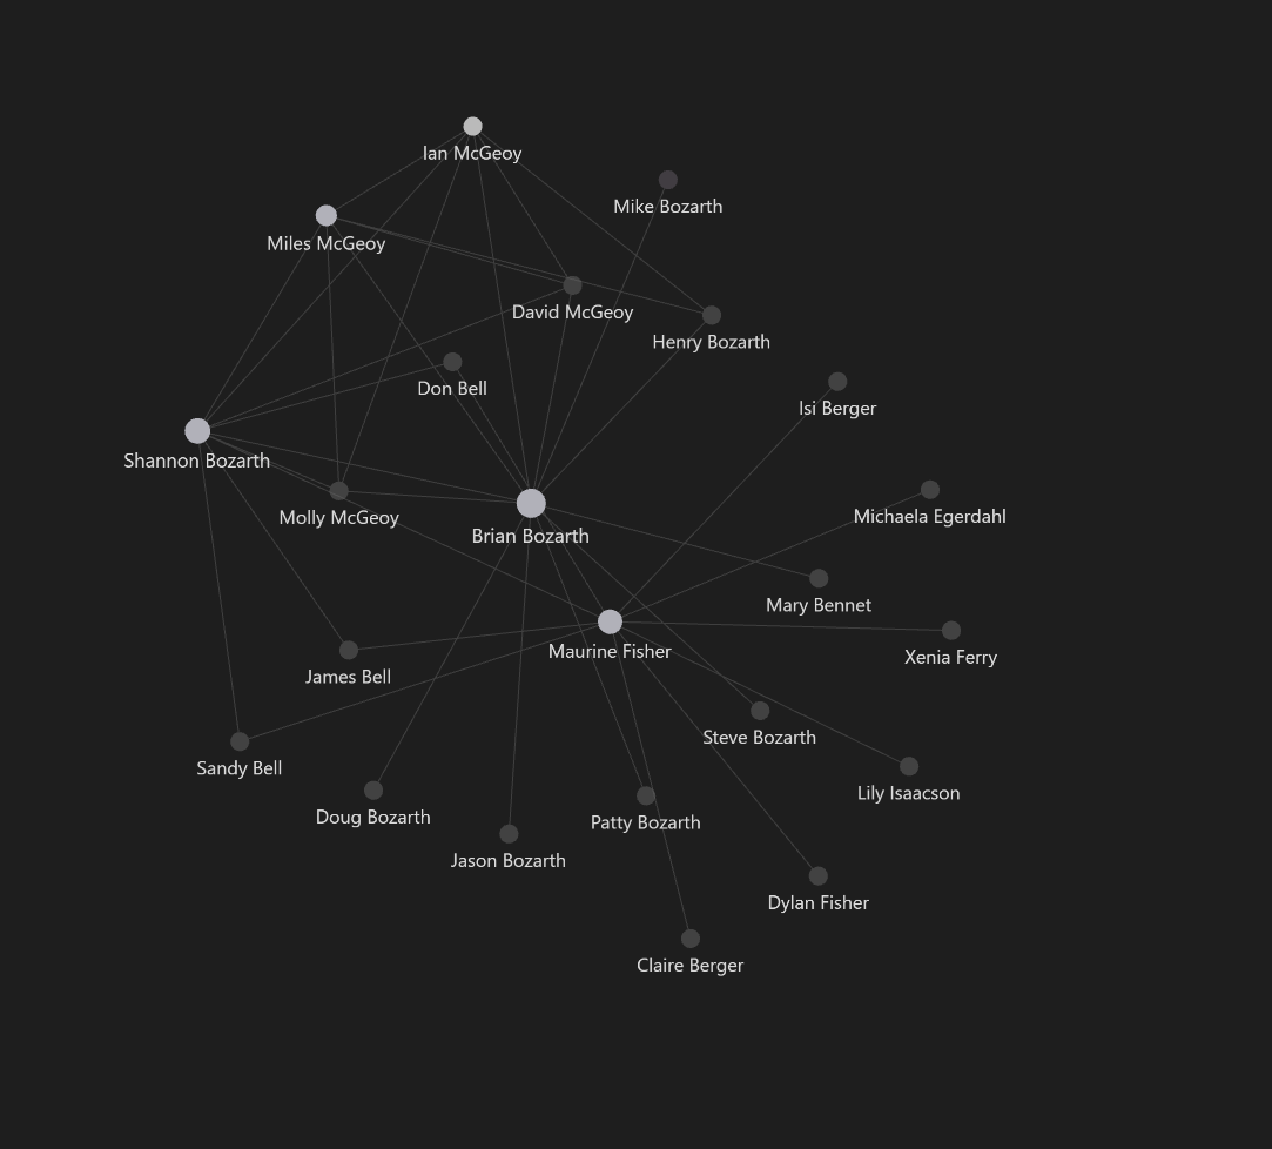 Ian McGeoy
Mike Bozarth
Miles McGeoy
David McGeoy
Henry Bozarth
Don Bell
Isi Berger
Shannon Bozarth
Molly McGeoy
Michaela Egerdahl
Brian Bozarth
Mary Bennet
Maurine Fisher
Xenia Ferry
James Bell
Steve Bozarth
Sandy Bell
Lily Isaacson
Doug Bozarth
Patty Bozarth
Jason Bozarth
Dylan Fisher
Claire Berger